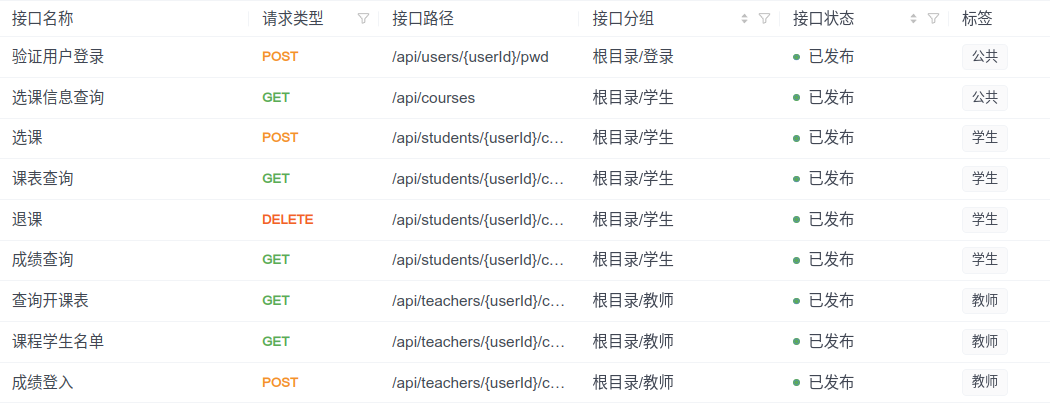 接口名称 请求类型 接口路径 接口分组 接口状态 标签
验证用户登录 POST /api/users/{userId}/pwd 根目录/登录 已发布 公共
选课信息查询 GET /api/courses 根目录/学生 已发布 公共
选课 POST /api/students/{userId}/c... 根目录/学生 已发布 学生
课表查询 GET /api/students/{userId}/c... 根目录/学生 已发布 学生
退课 DELETE /api/students/{userId}/c... 根目录/学生 已发布 学生
成绩查询 GET /api/students/{userId}/c... 根目录/学生 已发布 学生
查询开课表 GET /api/teachers/{userId}/c... 根目录/教师 已发布 教师
课程学生名单 GET /api/teachers/{userId}/c... 根目录/教师 已发布 教师
成绩登入 POST /api/teachers/{userId}/c... 根目录/教师 已发布 教师